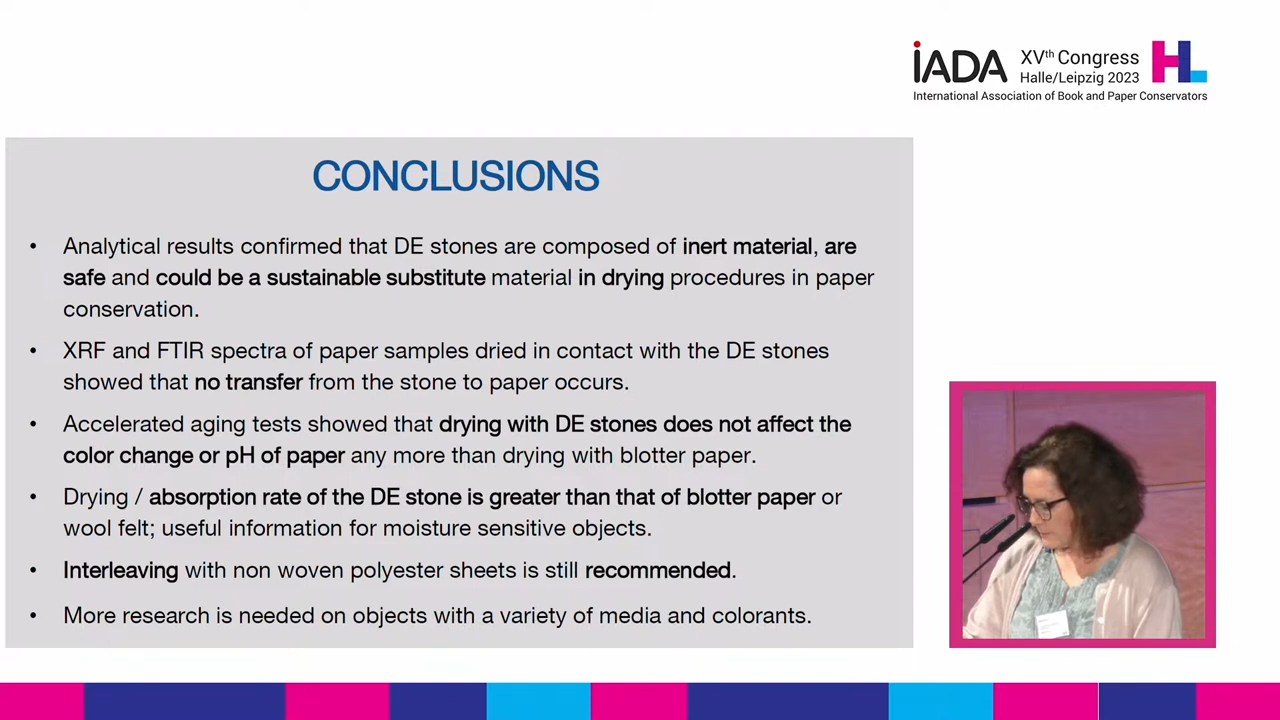 iADA XVth Congress
Halle/Leipzig 2023
HL
International Association of Book and Paper Conservators
CONCLUSIONS
• Analytical results confirmed that DE stones are composed of inert material, are
safe and could be a sustainable substitute material in drying procedures in paper
conservation.
• XRF and FTIR spectra of paper samples dried in contact with the DE stones
showed that no transfer from the stone to paper occurs.
• Accelerated aging tests showed that drying with DE stones does not affect the
color change or pH of paper any more than drying with blotter paper.
• Drying / absorption rate of the DE stone is greater than that of blotter paper or
wool felt; useful information for moisture sensitive objects.
• Interleaving with non woven polyester sheets is still recommended.
• More research is needed on objects with a variety of media and colorants.